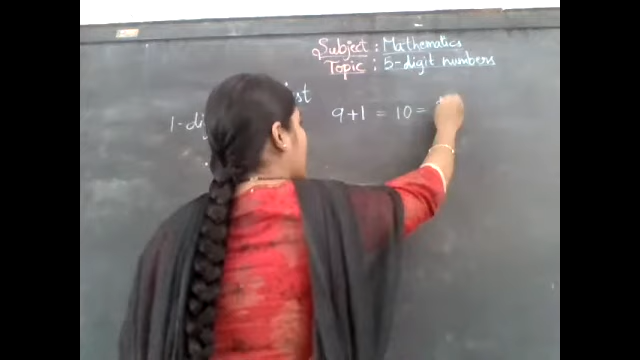 Subject : Mathematics
Topic : 5-digit numbers
9+1 = 10 =